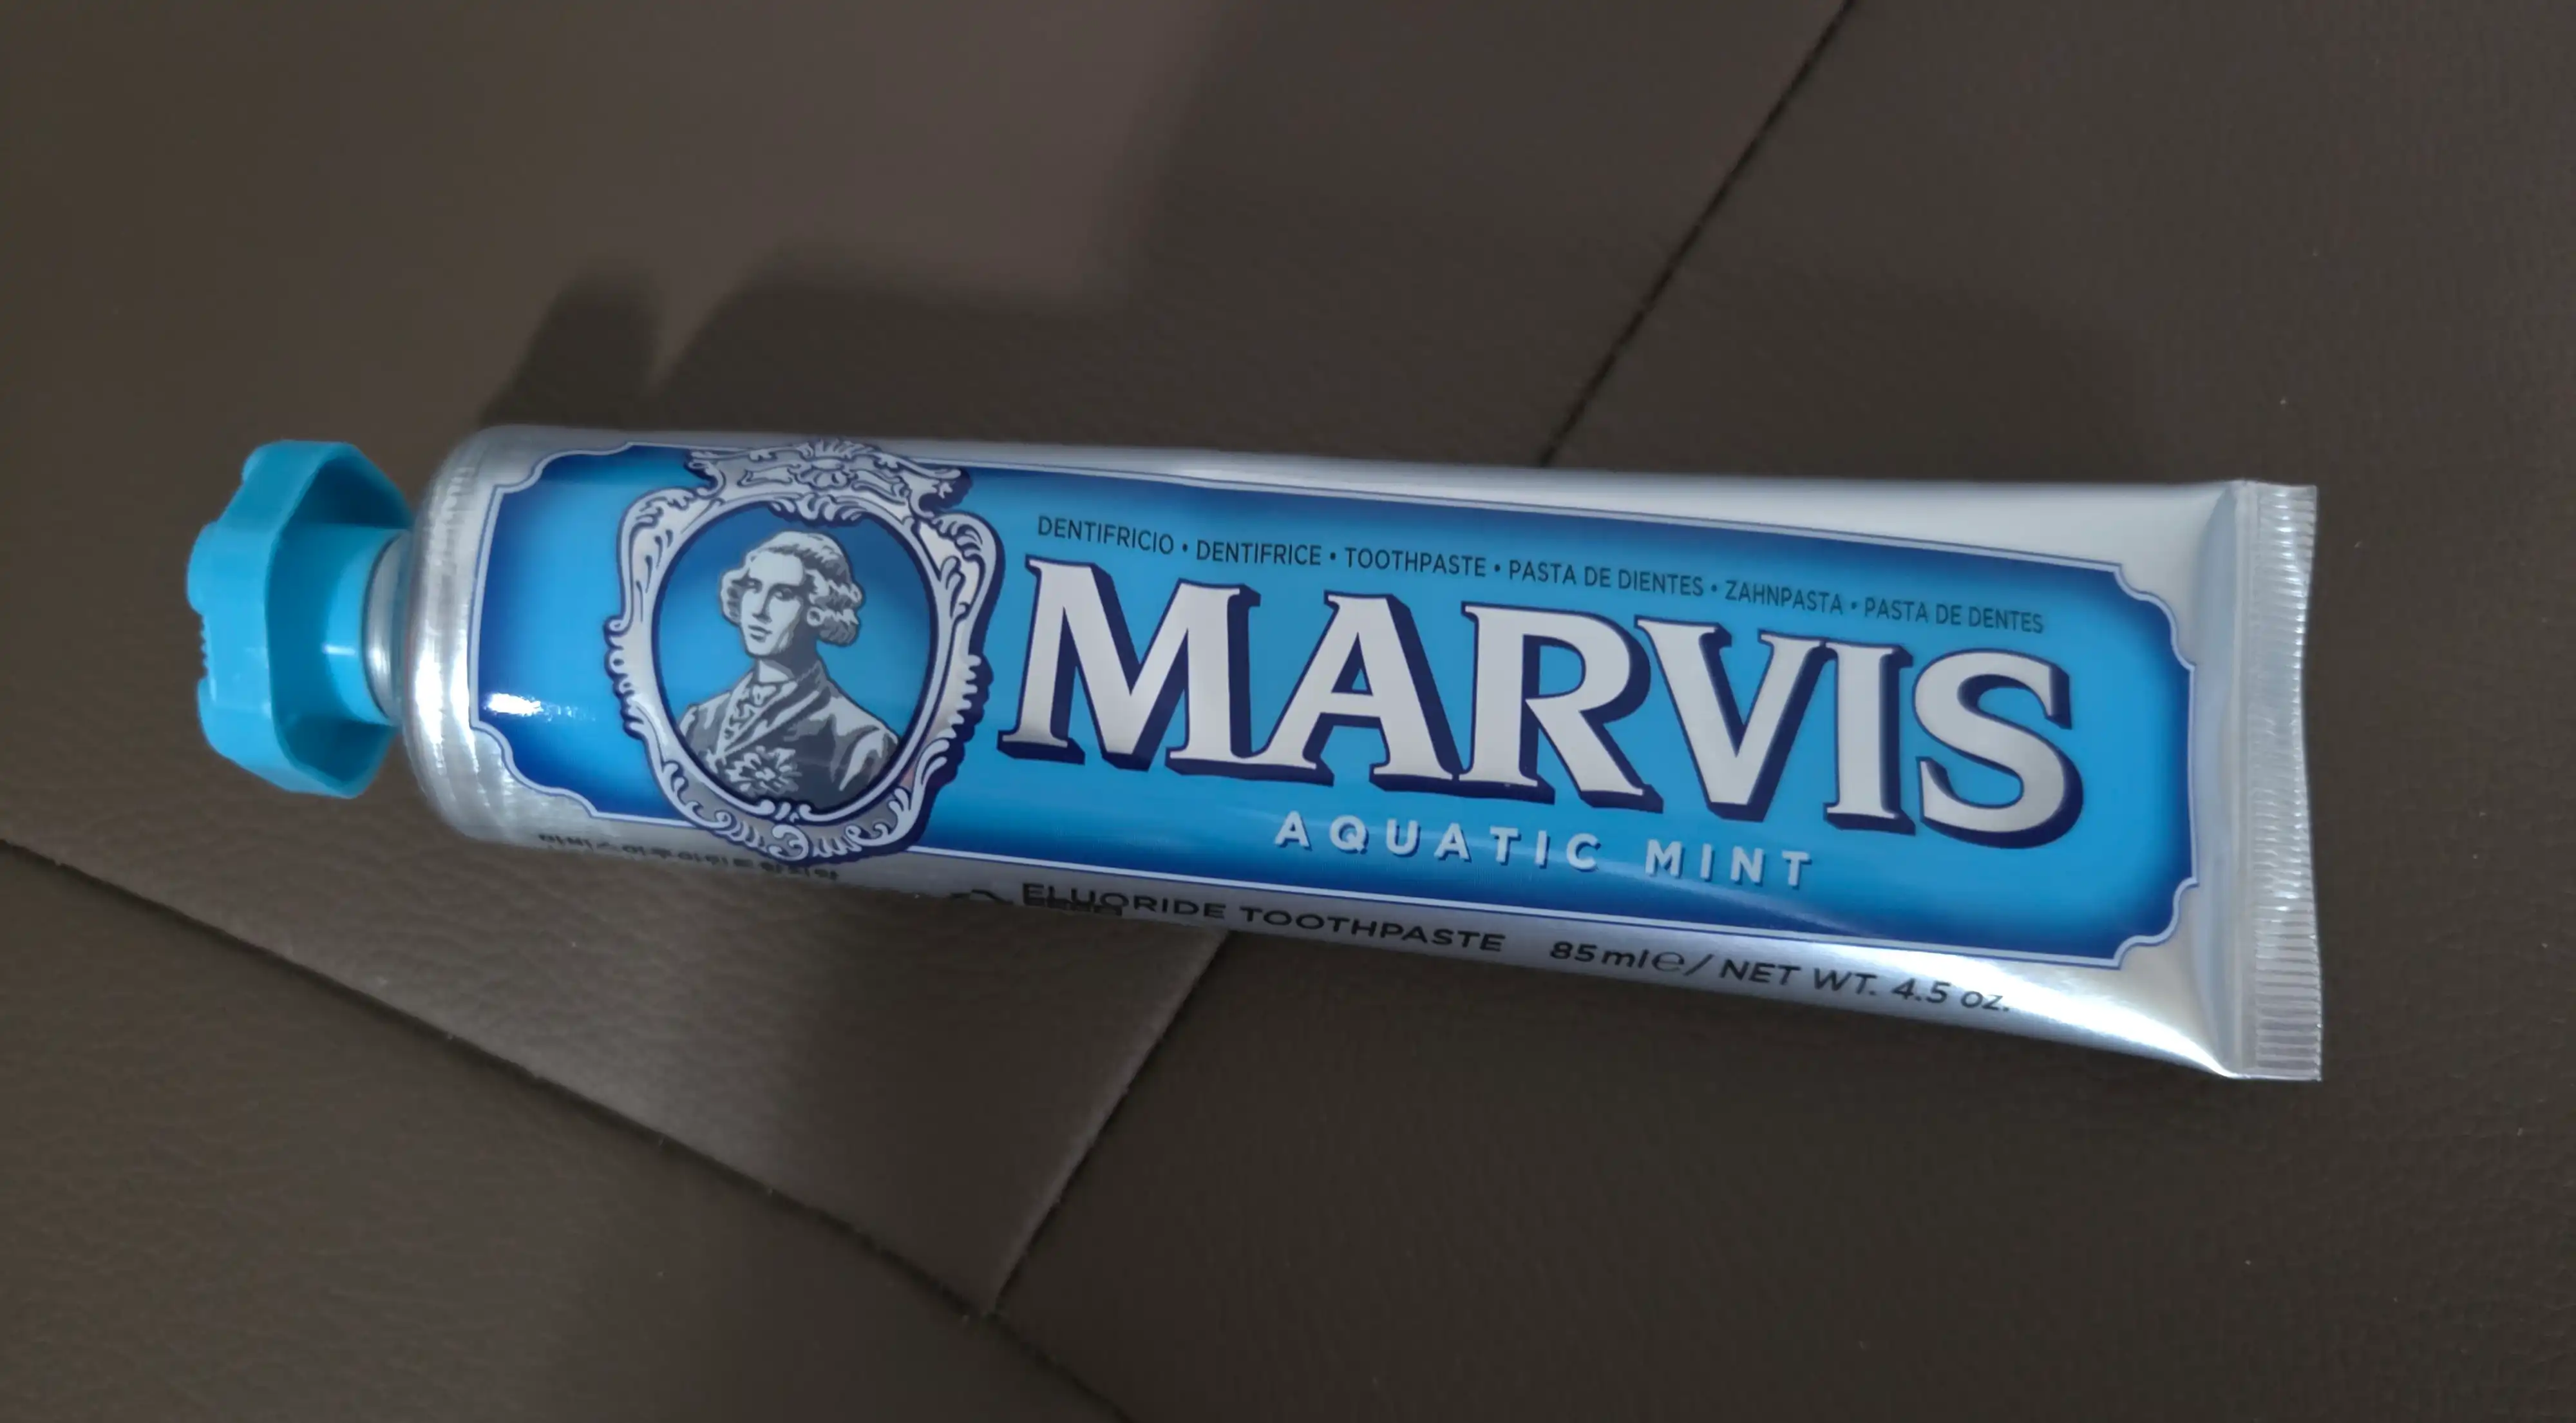 DENTIFRICIO • DENTIFRICE • TOOTHPASTE • PASTA DE DIENTES • ZAHNPASTA • PASTA DE DENTES
MARVIS
AQUATIC MINT
FLUORIDE TOOTHPASTE 85ml℮/ NET WT. 4.5 oz.